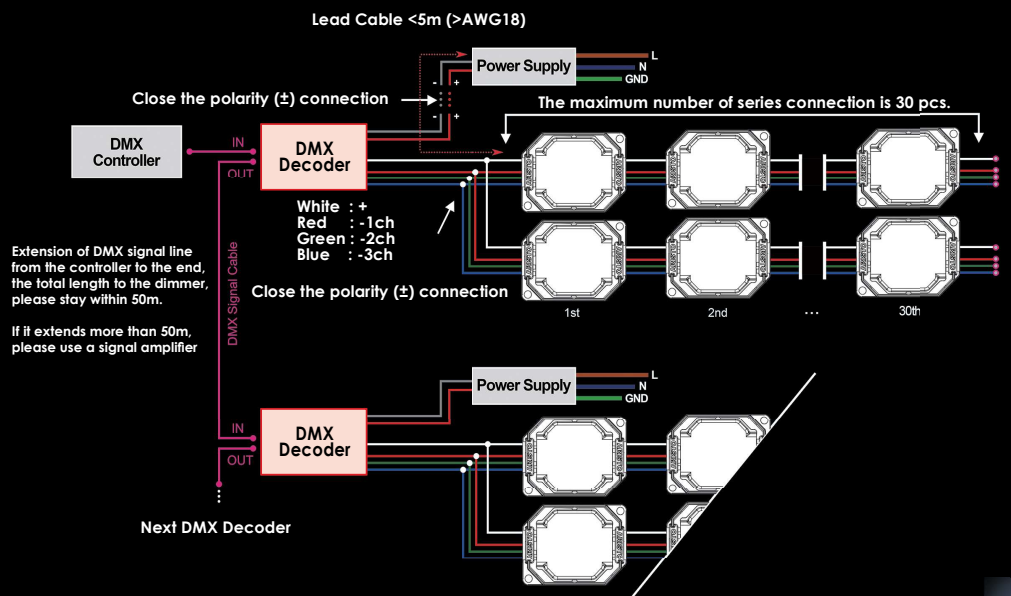 Lead Cable <5m (>AWG18)
Power Supply
L
N
GND
- +
Close the polarity (±) connection
- +
The maximum number of series connection is 30 pcs.
DMX
Controller
IN
OUT
DMX
Decoder
White : +
Red : -1ch
Green : -2ch
Blue : -3ch
Extension of DMX signal line
from the controller to the end,
the total length to the dimmer,
please stay within 50m.
If it extends more than 50m,
please use a signal amplifier
DMX Signal Cable
Close the polarity (±) connection
1st
2nd
...
30th
Power Supply
L
N
GND
IN
OUT
DMX
Decoder
Next DMX Decoder